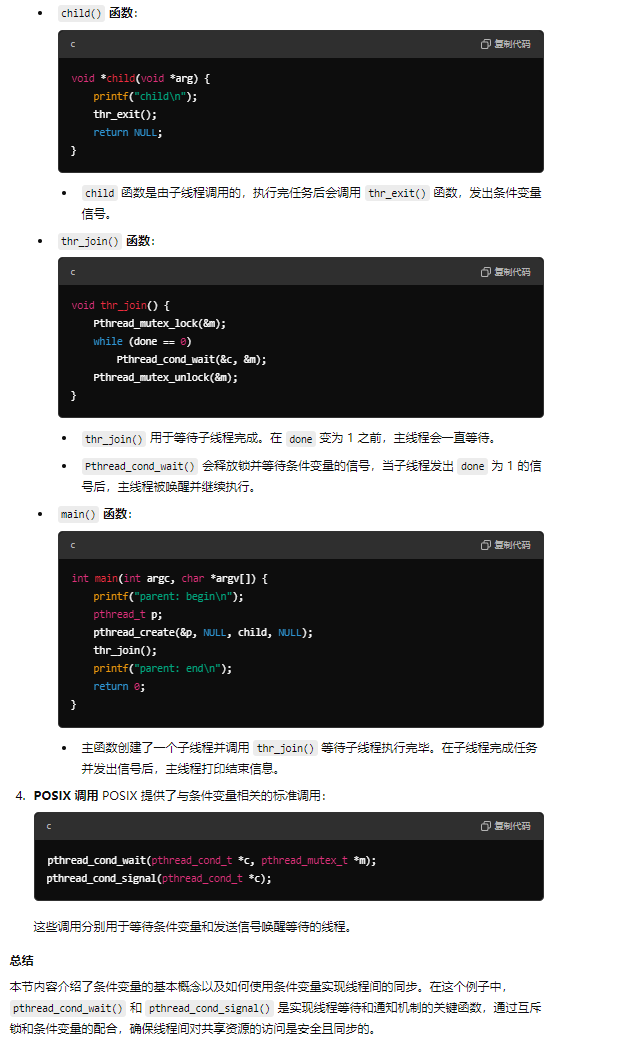 • child() 函数：
c 复制代码
void *child(void *arg) {
    printf("child\n");
    thr_exit();
    return NULL;
}
• child 函数是由子线程调用的，执行完任务后会调用 thr_exit() 函数，发出条件变量
信号。
• thr_join() 函数：
c 复制代码
void thr_join() {
    Pthread_mutex_lock(&m);
    while (done == 0)
        Pthread_cond_wait(&c, &m);
    Pthread_mutex_unlock(&m);
}
• thr_join() 用于等待子线程完成。在 done 变为 1 之前，主线程会一直等待。
• Pthread_cond_wait() 会释放锁并等待条件变量的信号，当子线程发出 done 为 1 的信
号后，主线程被唤醒并继续执行。
• main() 函数：
c 复制代码
int main(int argc, char *argv[]) {
    printf("parent: begin\n");
    pthread_t p;
    pthread_create(&p, NULL, child, NULL);
    thr_join();
    printf("parent: end\n");
    return 0;
}
• 主函数创建了一个子线程并调用 thr_join() 等待子线程执行完毕。在子线程完成任务
并发出信号后，主线程打印结束信息。
4. POSIX 调用 POSIX 提供了与条件变量相关的标准调用：
c 复制代码
pthread_cond_wait(pthread_cond_t *c, pthread_mutex_t *m);
pthread_cond_signal(pthread_cond_t *c);
这些调用分别用于等待条件变量和发送信号唤醒等待的线程。
总结
本节内容介绍了条件变量的基本概念以及如何使用条件变量实现线程间的同步。在这个例子中，
pthread_cond_wait() 和 pthread_cond_signal() 是实现线程等待和通知机制的关键函数，通过互斥
锁和条件变量的配合，确保线程间对共享资源的访问是安全且同步的。